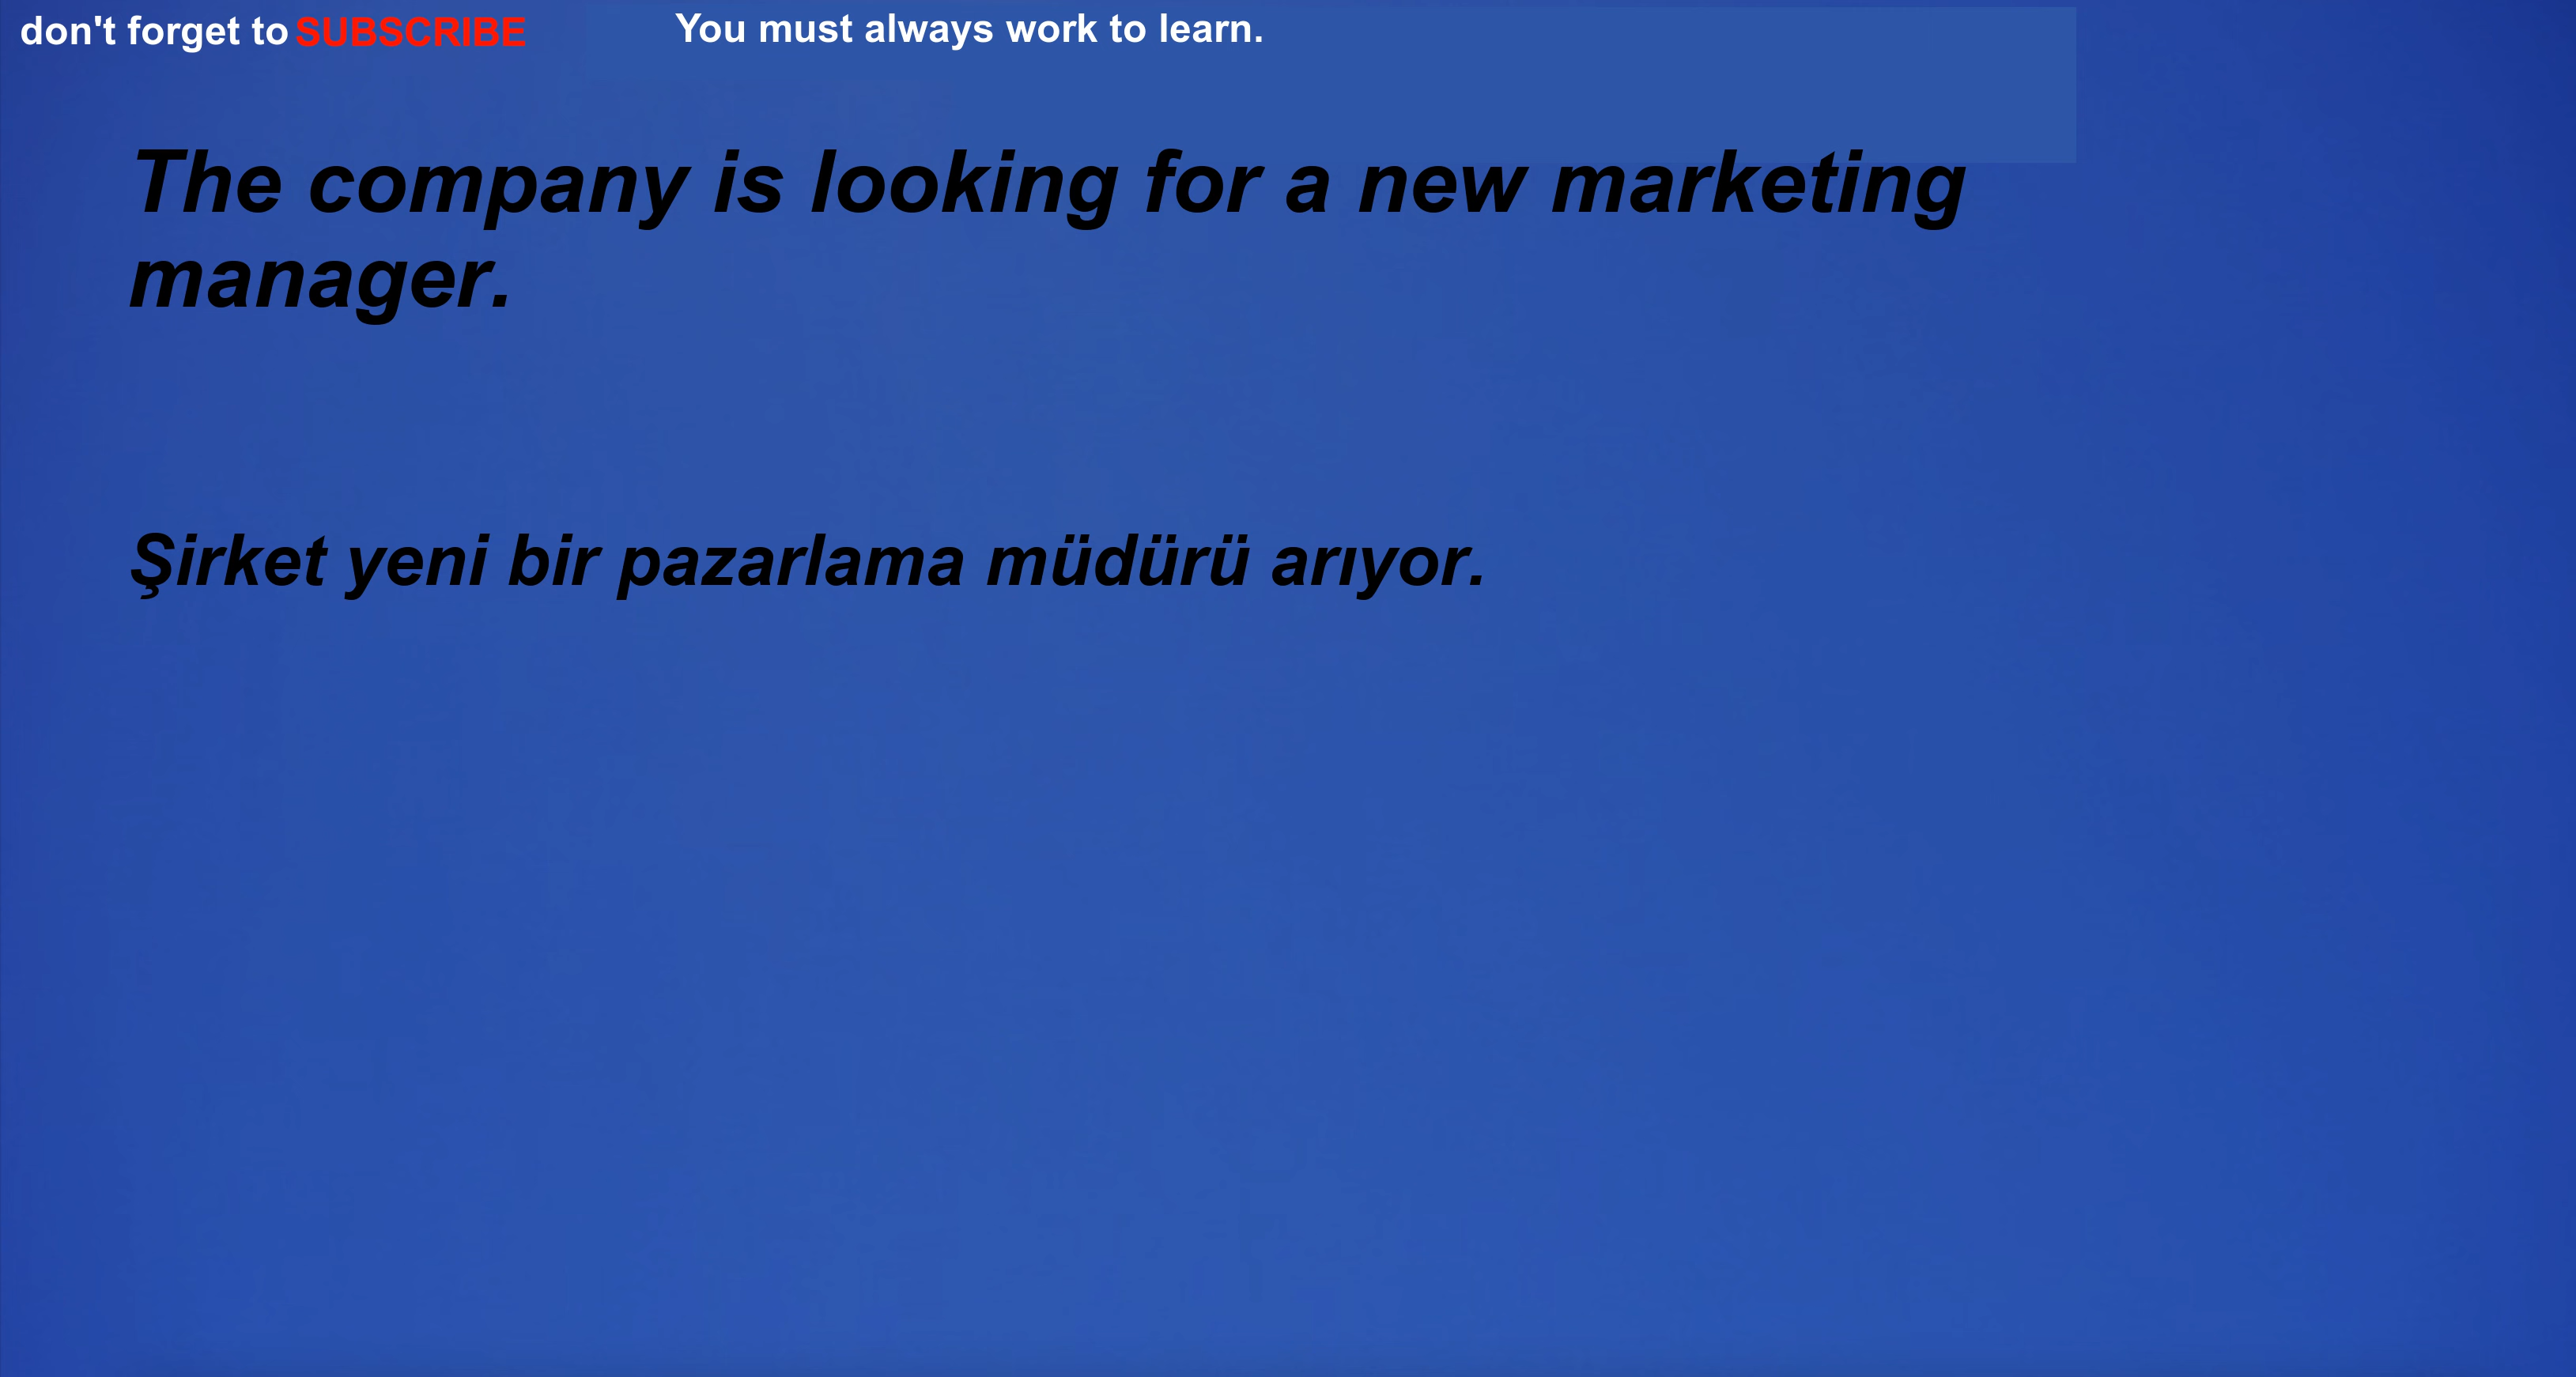 don't forget to SUBSCRIBE You must always work to learn.
The company is looking for a new marketing
manager.
Şirket yeni bir pazarlama müdürü arıyor.